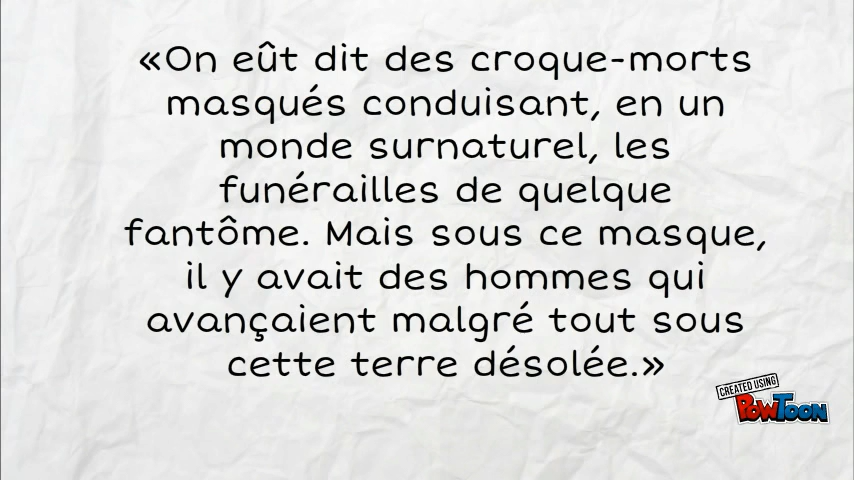 «On eût dit des croque-morts
masqués conduisant, en un
monde surnaturel, les
funérailles de quelque
fantôme. Mais sous ce masque,
il y avait des hommes qui
avançaient malgré tout sous
cette terre désolée.»
CREATED USING
POWTOON